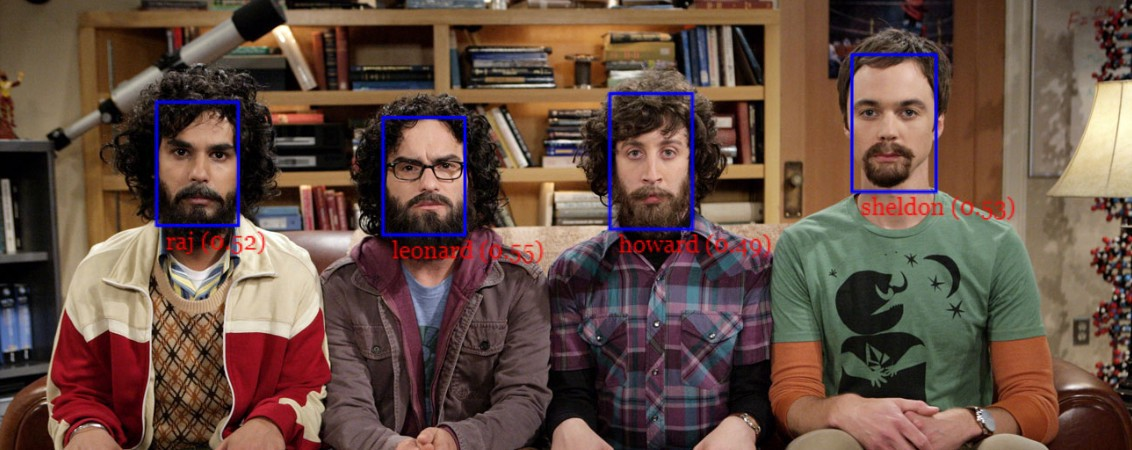 raj (0.52)
leonard (0.55)
howard (0.49)
sheldon (0.53)